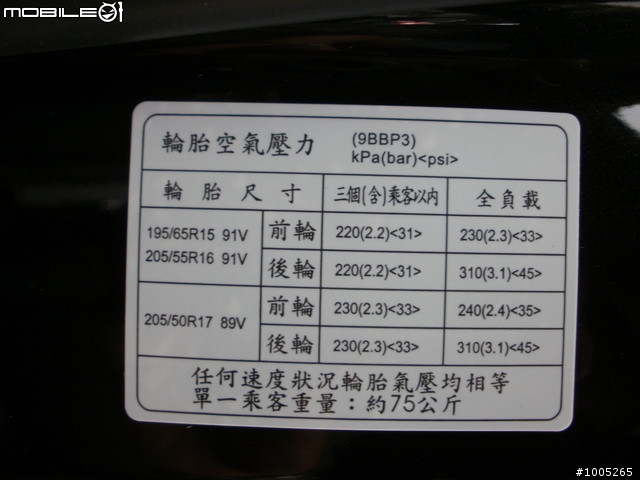 MOBILE01
輪胎空氣壓力
(9BBP3)
kPa(bar)<psi>
輪胎尺寸 三個(含)乘客以內 全負載
195/65R15 91V
205/55R16 91V
前輪 220(2.2)<31> 230(2.3)<33>
後輪 220(2.2)<31> 310(3.1)<45>
205/50R17 89V
前輪 230(2.3)<33> 240(2.4)<35>
後輪 230(2.3)<33> 310(3.1)<45>
任何速度狀況輪胎氣壓均相等
單一乘客重量：約75公斤
#1005265